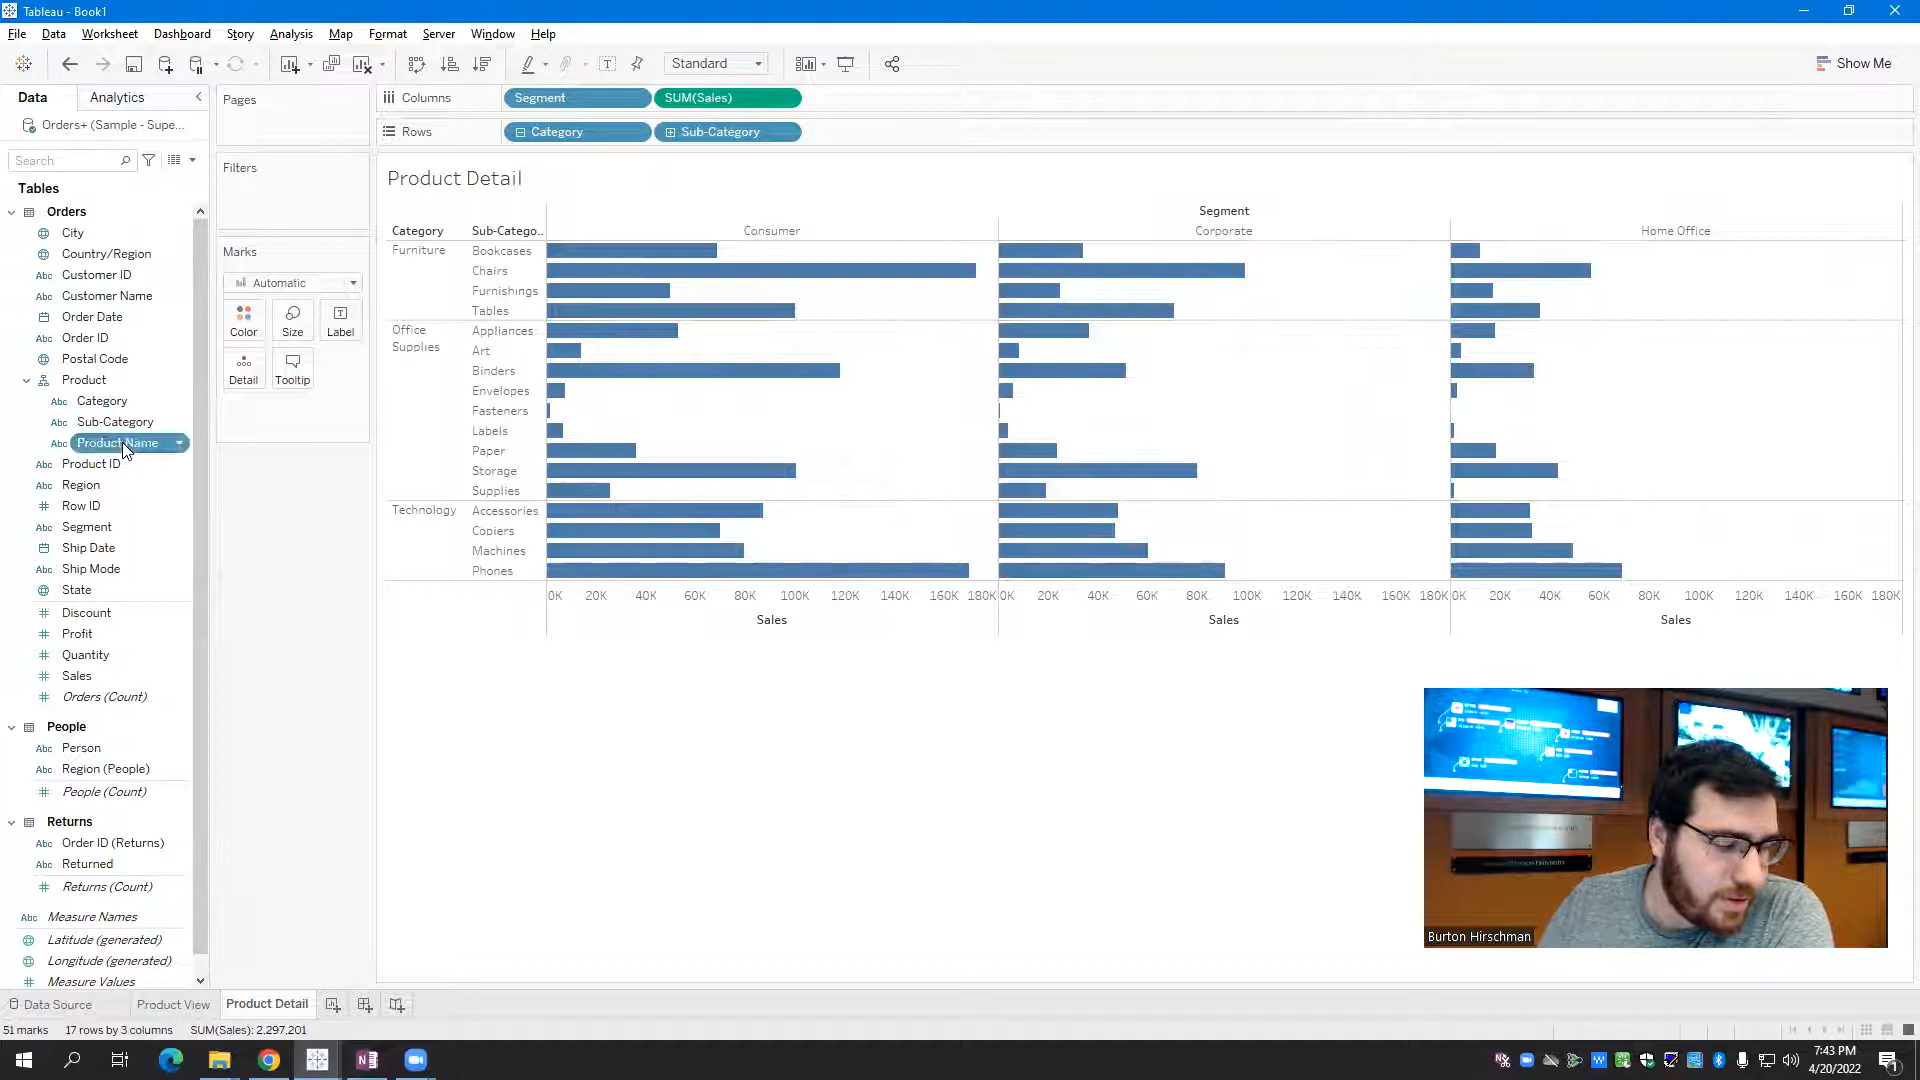 Tableau - Book1
File Data Worksheet Dashboard Story Analysis Map Format Server Window Help
Standard
Show Me
Data Analytics
Orders+ (Sample - Supe...
Search
Tables
Orders
City
Country/Region
Customer ID
Customer Name
Order Date
Order ID
Postal Code
Product
Category
Sub-Category
Product Name
Product ID
Region
Row ID
Segment
Ship Date
Ship Mode
State
Discount
Profit
Quantity
Sales
Orders (Count)
People
Person
Region (People)
People (Count)
Returns
Order ID (Returns)
Returned
Returns (Count)
Measure Names
Latitude (generated)
Longitude (generated)
Measure Values
Pages
Filters
Marks
Automatic
Color Size Label
Detail Tooltip
Columns Segment SUM(Sales)
Rows Category Sub-Category
Product Detail
Segment
Category Sub-Catego.. Consumer Corporate Home Office
Furniture Bookcases
Chairs
Furnishings
Tables
Office Supplies Appliances
Art
Binders
Envelopes
Fasteners
Labels
Paper
Storage
Supplies
Technology Accessories
Copiers
Machines
Phones
0K 20K 40K 60K 80K 100K 120K 140K 160K 180K 0K 20K 40K 60K 80K 100K 120K 140K 160K 180K 0K 20K 40K 60K 80K 100K 120K 140K 160K 180K
Sales Sales Sales
Burton Hirschman
Data Source Product View Product Detail
51 marks 17 rows by 3 columns SUM(Sales): 2,297,201
7:43 PM
4/20/2022